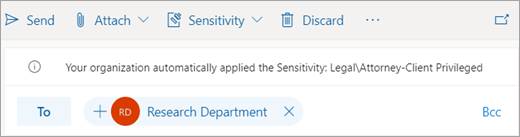 Send Attach Sensitivity Discard ...
Your organization automatically applied the Sensitivity: Legal\Attorney-Client Privileged
To RD Research Department Bcc